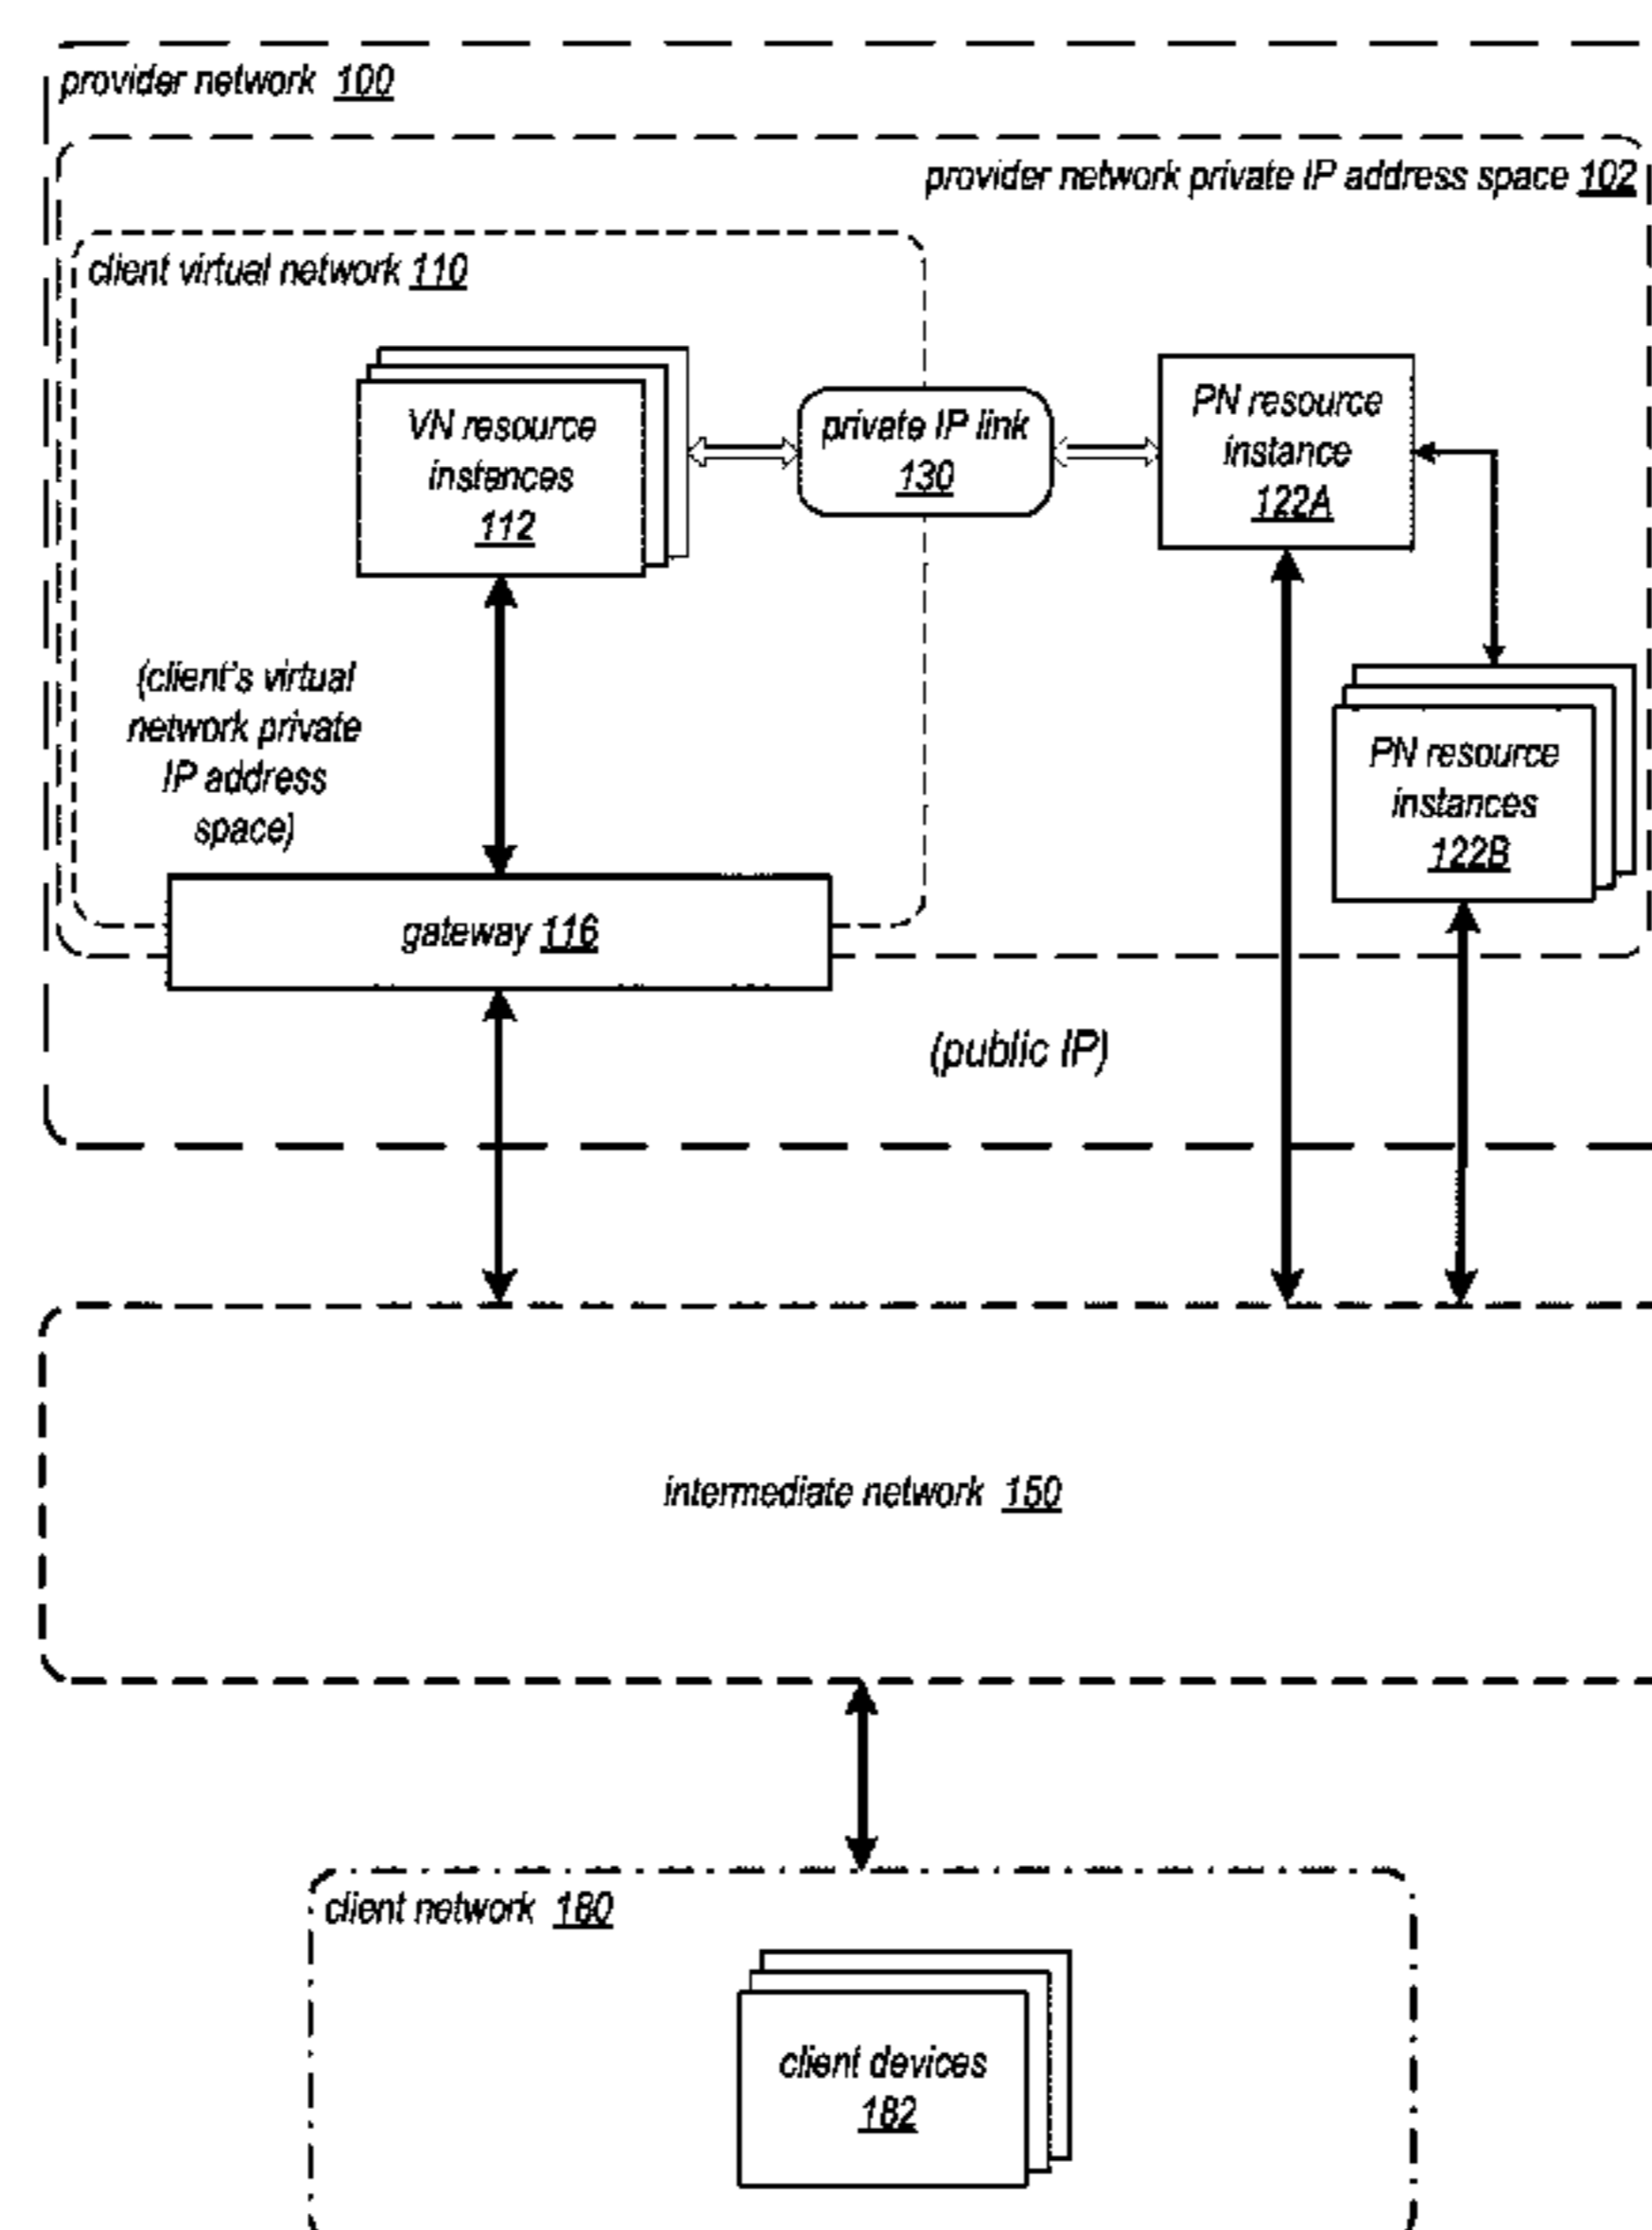 provider network 100
provider network private IP address space 102
client virtual network 110
VN resource
instances
112
private IP link
130
PN resource
instance
122A
(client's virtual
network private
IP address
space)
PN resource
instances
122B
gateway 116
(public IP)
intermediate network 150
client network 180
client devices
182